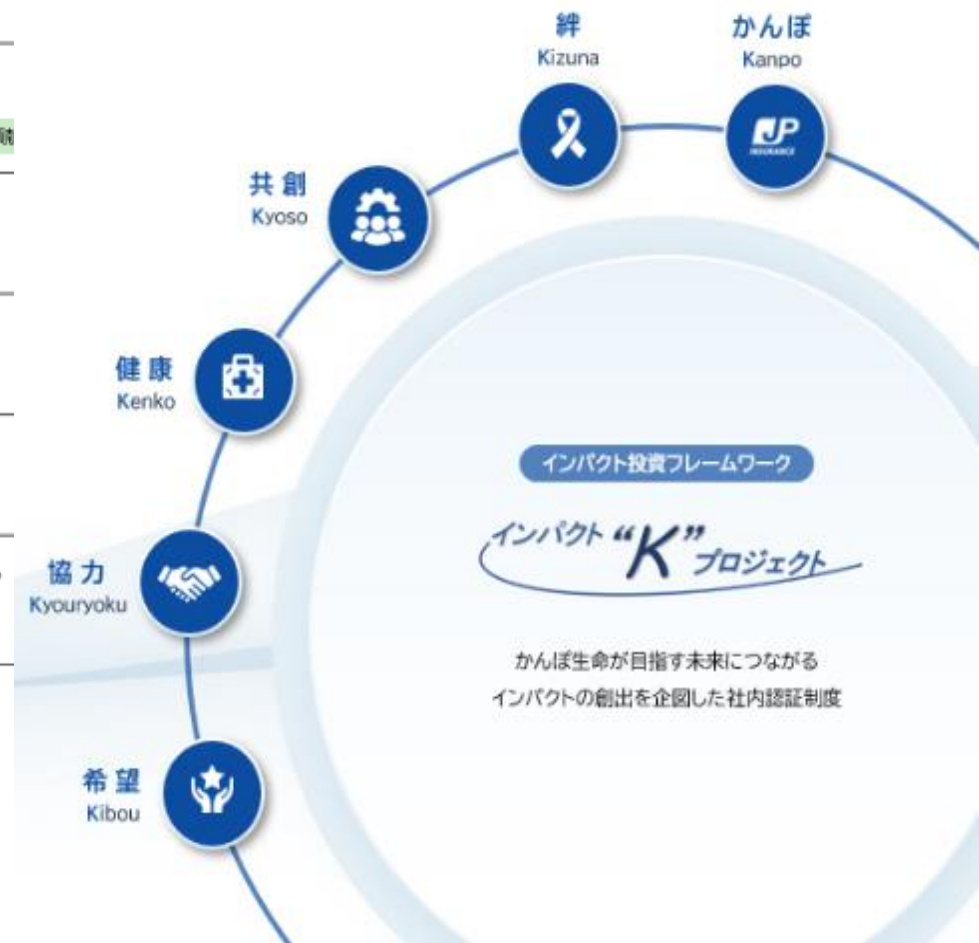 絆
Kizuna
かんぽ
Kanpo
JP
INSURANCE
共創
Kyoso
健康
Kenko
協力
Kyouryoku
希望
Kibou
インパクト投資フレームワーク
インパクト“K”プロジェクト
かんぽ生命が目指す未来につながる
インパクトの創出を企図した社内認証制度